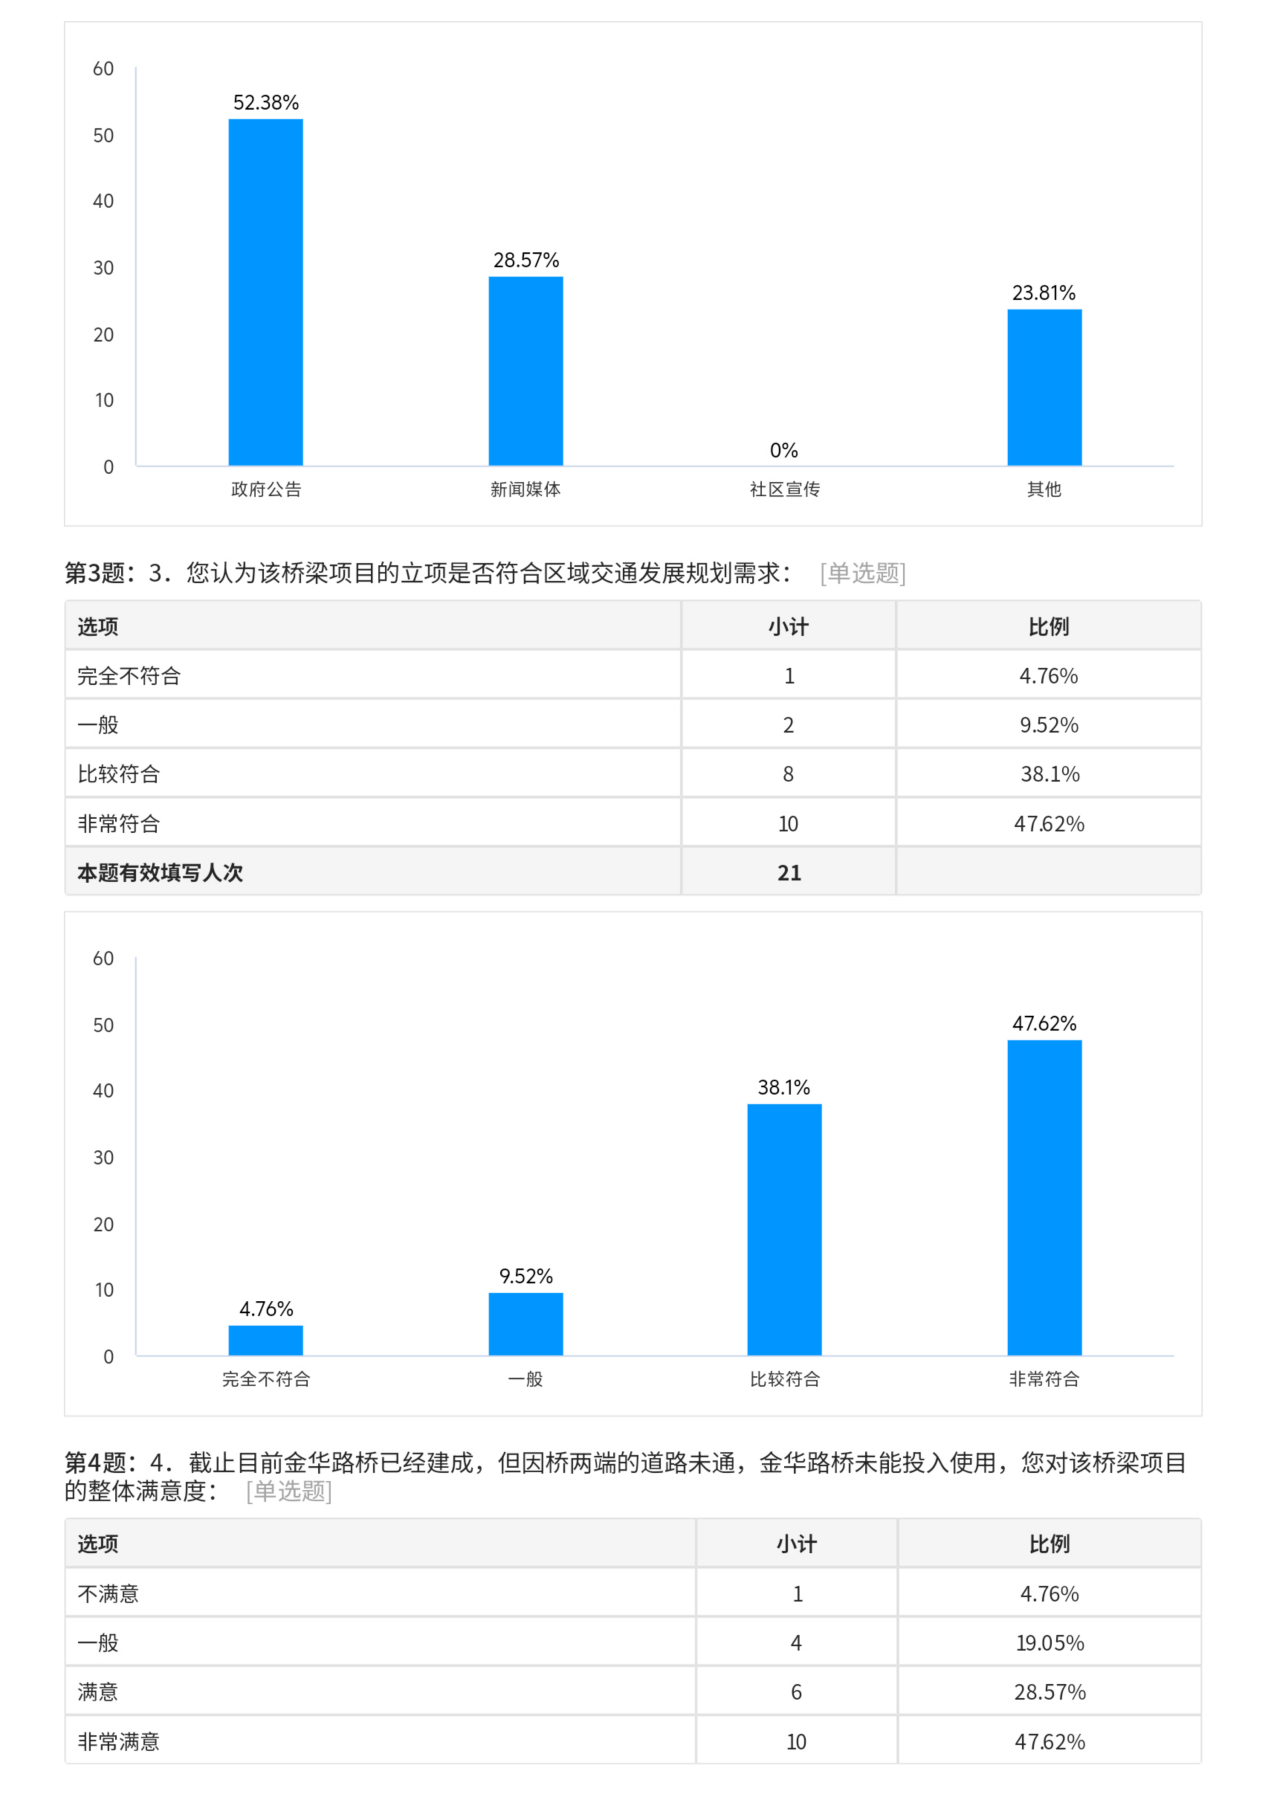 60
52.38%
50
40
28.57%
30
23.81%
20
10
0%
0
政府公告 新闻媒体 社区宣传 其他
第3题：3．您认为该桥梁项目的立项是否符合区域交通发展规划需求： [单选题]
选项 小计 比例
完全不符合 1 4.76%
一般 2 9.52%
比较符合 8 38.1%
非常符合 10 47.62%
本题有效填写人次 21
60
50
47.62%
40
38.1%
30
20
10
9.52%
4.76%
0
完全不符合 一般 比较符合 非常符合
第4题：4．截止目前金华路桥已经建成，但因桥两端的道路未通，金华路桥未能投入使用，您对该桥梁项目
的整体满意度： [单选题]
选项 小计 比例
不满意 1 4.76%
一般 4 19.05%
满意 6 28.57%
非常满意 10 47.62%